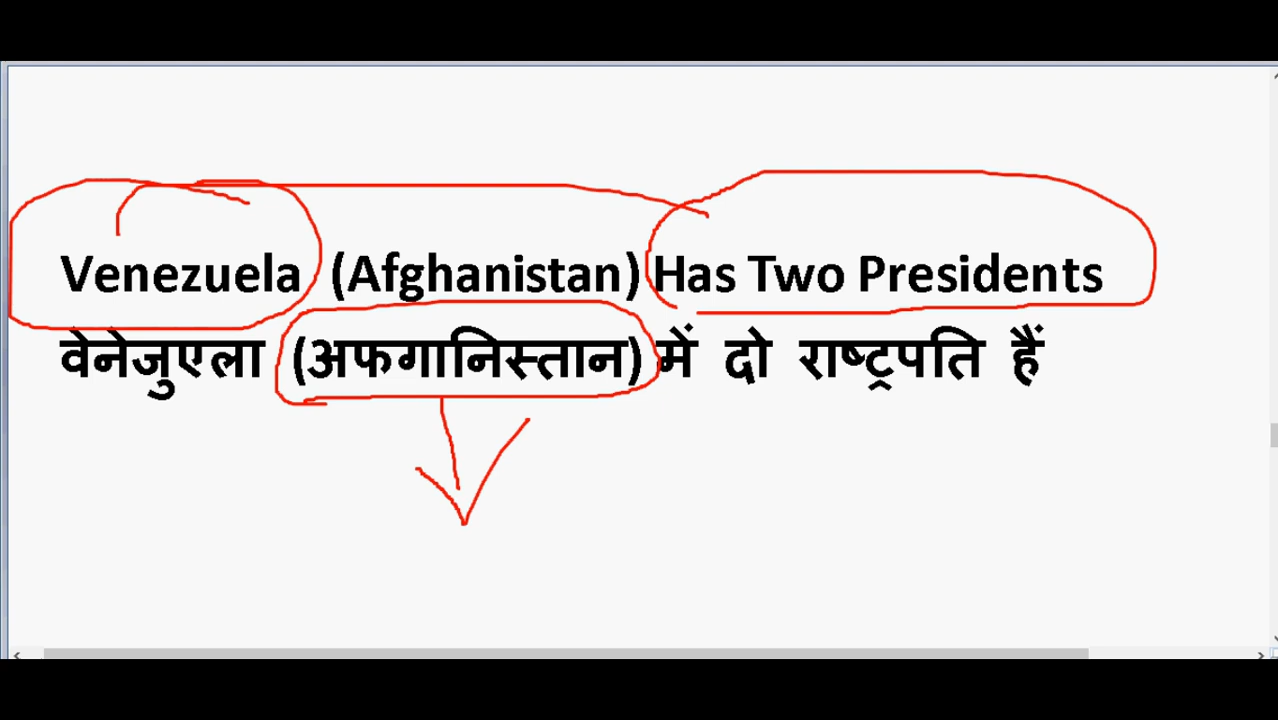 Venezuela (Afghanistan) Has Two Presidents
वेनेजुएला (अफगानिस्तान) में दो राष्ट्रपति हैं